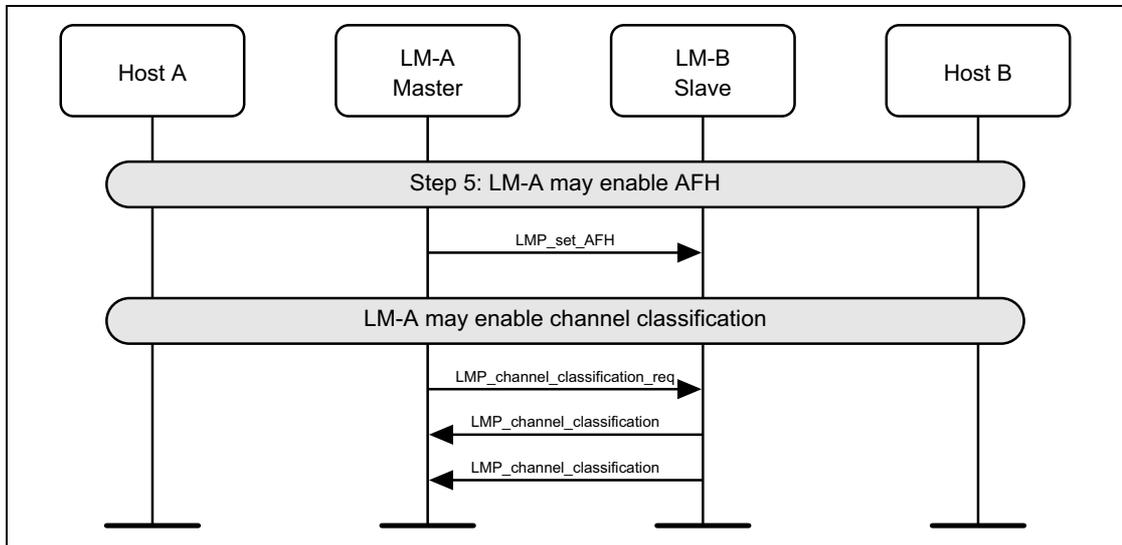 Host A
LM-A
Master
LM-B
Slave
Host B
Step 5: LM-A may enable AFH
LMP_set_AFH
LM-A may enable channel classification
LMP_channel_classification_req
LMP_channel_classification
LMP_channel_classification